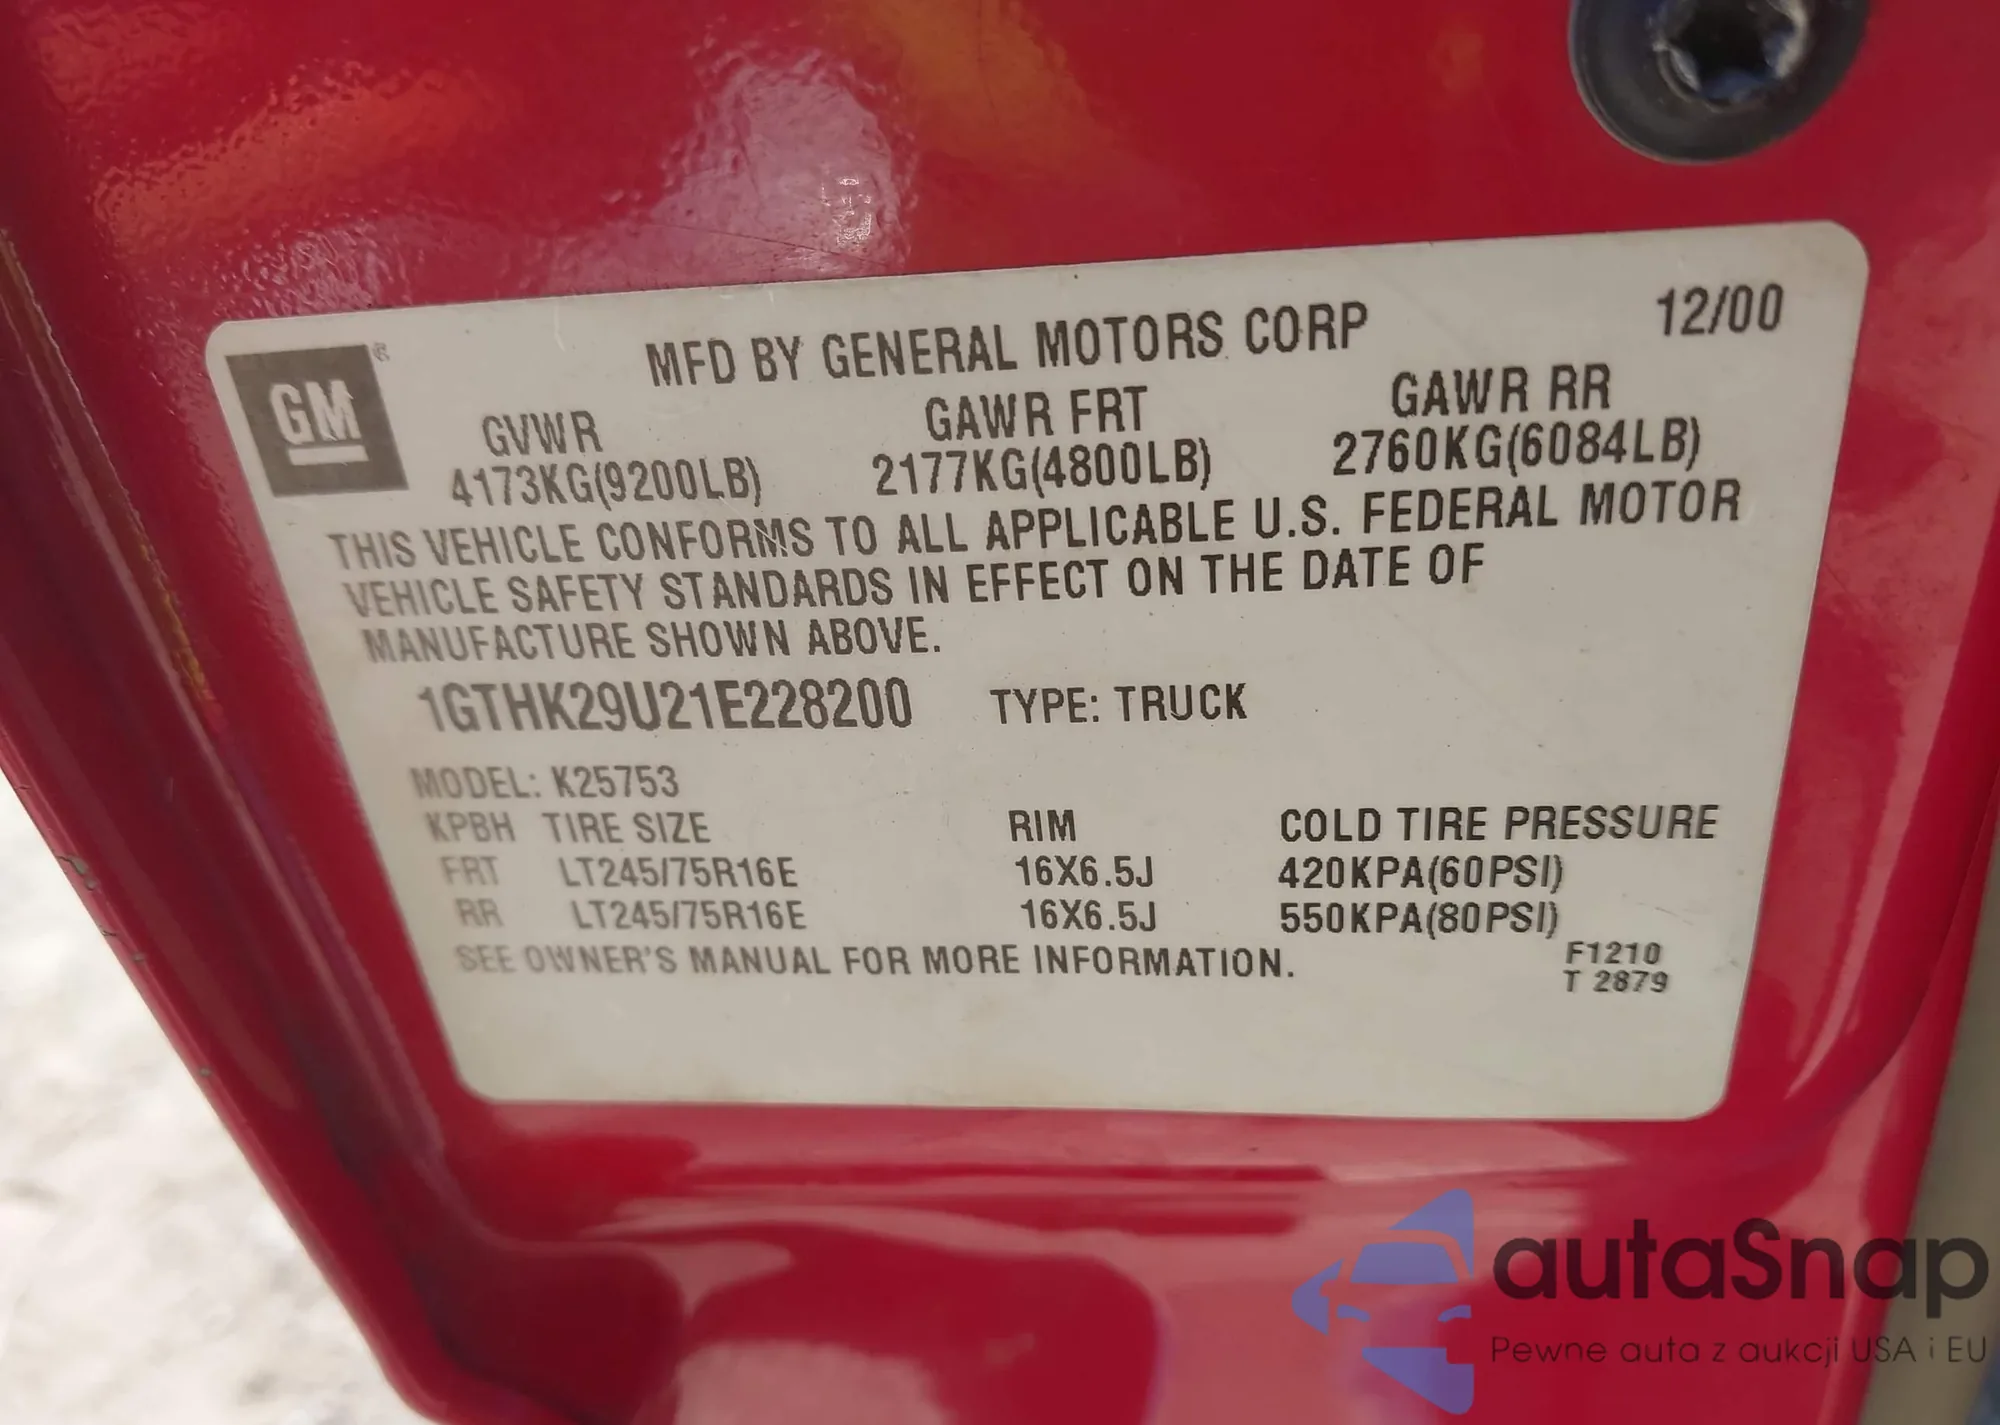 GM ®
MFD BY GENERAL MOTORS CORP 12/00
GVWR GAWR FRT GAWR RR
4173KG(9200LB) 2177KG(4800LB) 2760KG(6084LB)
THIS VEHICLE CONFORMS TO ALL APPLICABLE U.S. FEDERAL MOTOR
VEHICLE SAFETY STANDARDS IN EFFECT ON THE DATE OF
MANUFACTURE SHOWN ABOVE.
1GTHK29U21E228200 TYPE: TRUCK
MODEL: K25753
KPBH TIRE SIZE RIM COLD TIRE PRESSURE
FRT LT245/75R16E 16X6.5J 420KPA(60PSI)
RR LT245/75R16E 16X6.5J 550KPA(80PSI)
SEE OWNER'S MANUAL FOR MORE INFORMATION.
F1210
T 2879
autaSnap
Pewne auta z aukcji USA i EU